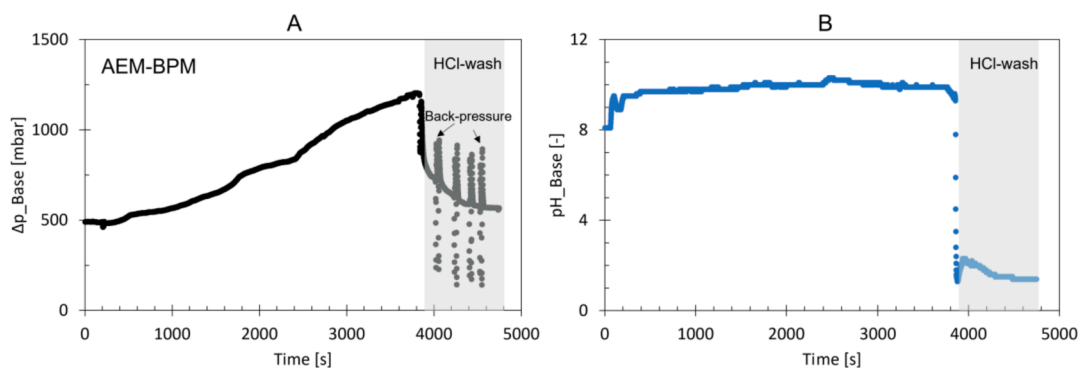 A
1500
1000
500
0
Δp_Base [mbar]
AEM-BPM
HCl-wash
Back-pressure
0 1000 2000 3000 4000 5000
Time [s]
B
12
8
4
0
pH_Base [-]
HCl-wash
0 1000 2000 3000 4000 5000
Time [s]